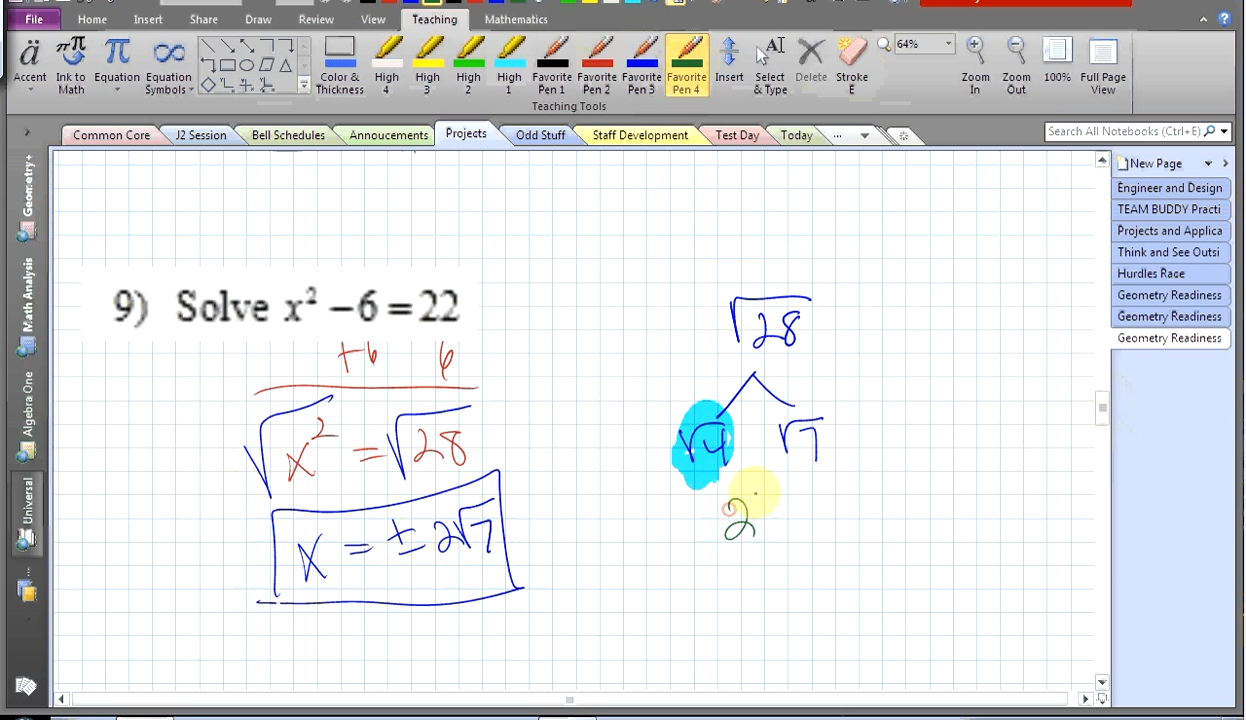 File Home Insert Share Draw Review View Teaching Mathematics
ä Accent
ππ Ink to Math
π Equation
∞ Equation Symbols
Color & Thickness
High 4
High 3
High 2
High 1
Favorite Pen 1
Favorite Pen 2
Favorite Pen 3
Favorite Pen 4
Insert
Select & Type
Delete
Stroke E
64%
Zoom In
Zoom Out
100%
Full Page View
Teaching Tools
Common Core J2 Session Bell Schedules Annoucements Projects Odd Stuff Staff Development Test Day Today ...
Search All Notebooks (Ctrl+E)
New Page
Engineer and Design
TEAM BUDDY Practi
Projects and Applica
Think and See Outsi
Hurdles Race
Geometry Readiness
Geometry Readiness
Geometry Readiness
Geometry+
Math Analysis
Algebra One
Universal
9) Solve x² − 6 = 22
+6 6
√x² = √28
x = ± 2√7
√28
√4 √7
2